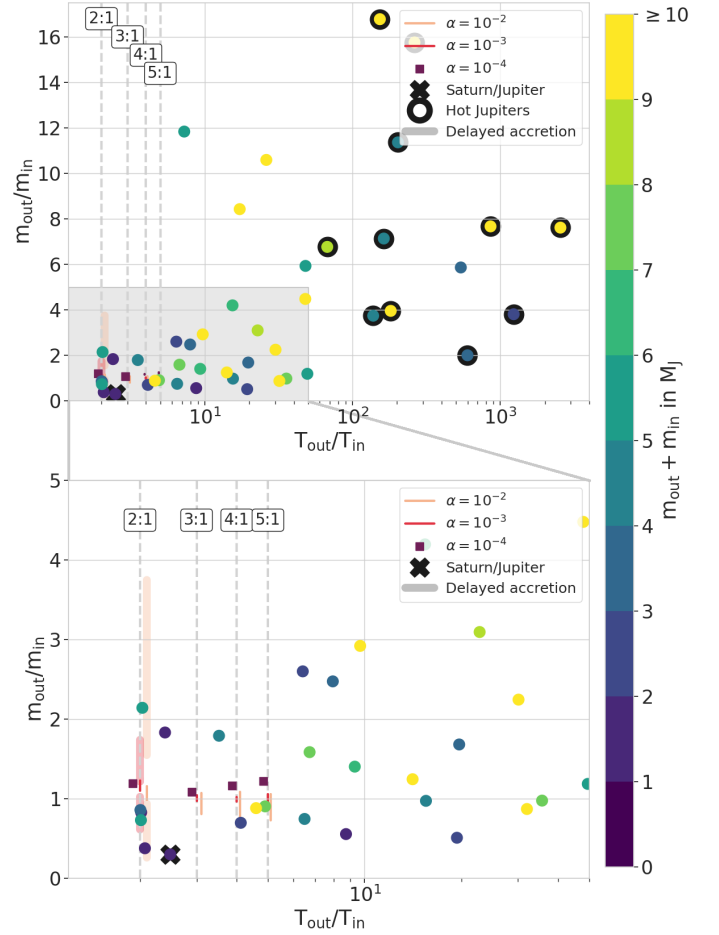 2:1
3:1
4:1
5:1
α = 10⁻²
α = 10⁻³
α = 10⁻⁴
Saturn/Jupiter
Hot Jupiters
Delayed accretion
16
14
12
10
8
6
4
2
0
m_out/m_in
10¹
10²
10³
T_out/T_in
2:1
3:1
4:1
5:1
α = 10⁻²
α = 10⁻³
α = 10⁻⁴
Saturn/Jupiter
Delayed accretion
5
4
3
2
1
0
m_out/m_in
10¹
T_out/T_in
≥ 10
9
8
7
6
5
4
3
2
1
0
m_out + m_in in M_J